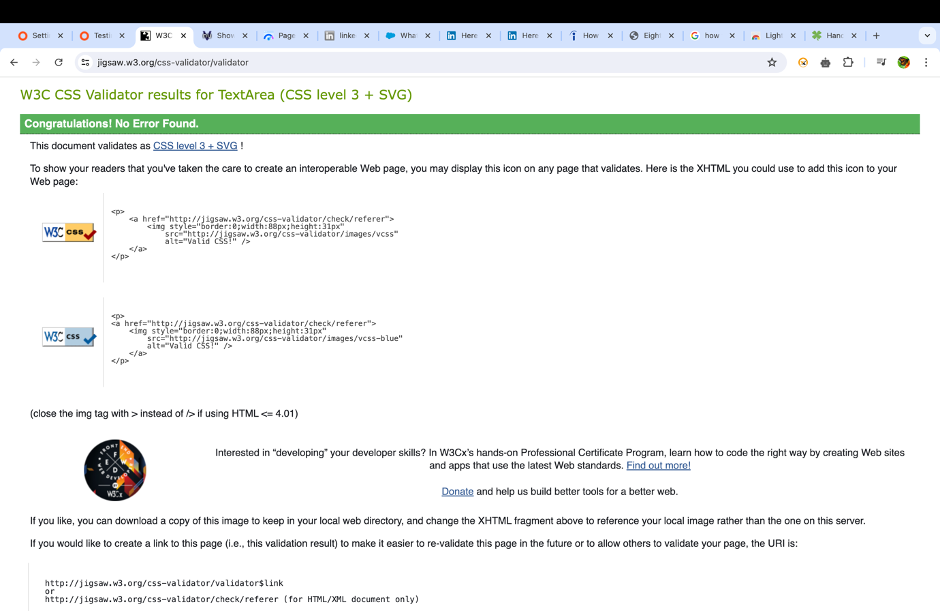 Setti
Testi
W3C
Show
Page
linke
Wha
Here
Here
How
Eigh
how
Ligh
Hand
jigsaw.w3.org/css-validator/validator
W3C CSS Validator results for TextArea (CSS level 3 + SVG)
Congratulations! No Error Found.
This document validates as CSS level 3 + SVG !
To show your readers that you've taken the care to create an interoperable Web page, you may display this icon on any page that validates. Here is the XHTML you could use to add this icon to your
Web page:
W3C css
<p>
<a href="http://jigsaw.w3.org/css-validator/check/referer">
<img style="border:0;width:88px;height:31px"
src="http://jigsaw.w3.org/css-validator/images/vcss"
alt="Valid CSS!" />
</a>
</p>
W3C css
<p>
<a href="http://jigsaw.w3.org/css-validator/check/referer">
<img style="border:0;width:88px;height:31px"
src="http://jigsaw.w3.org/css-validator/images/vcss-blue"
alt="Valid CSS!" />
</a>
</p>
(close the img tag with > instead of /> if using HTML <= 4.01)
W3Cx
Interested in “developing” your developer skills? In W3Cx's hands-on Professional Certificate Program, learn how to code the right way by creating Web sites
and apps that use the latest Web standards. Find out more!
Donate and help us build better tools for a better web.
If you like, you can download a copy of this image to keep in your local web directory, and change the XHTML fragment above to reference your local image rather than the one on this server.
If you would like to create a link to this page (i.e., this validation result) to make it easier to re-validate this page in the future or to allow others to validate your page, the URI is:
http://jigsaw.w3.org/css-validator/validator$link
or
http://jigsaw.w3.org/css-validator/check/referer (for HTML/XML document only)